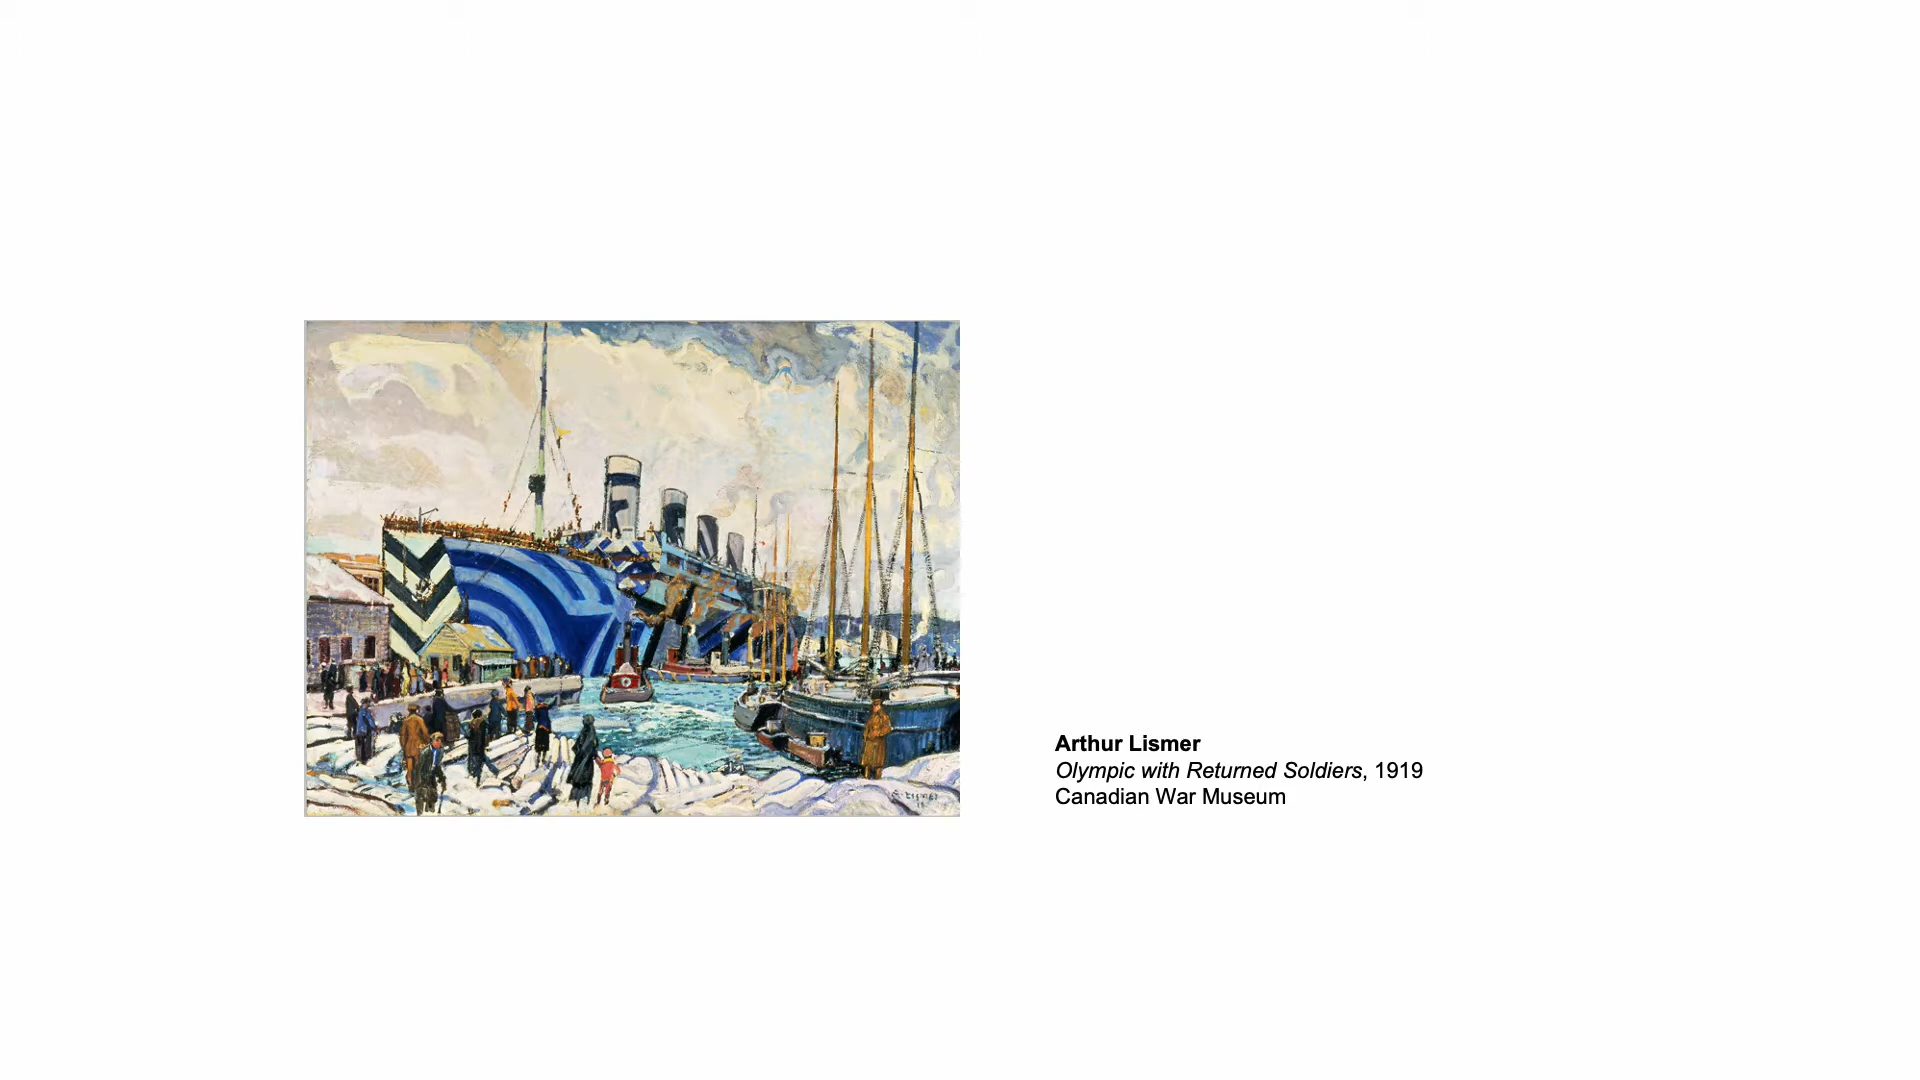 Arthur Lismer
Olympic with Returned Soldiers, 1919
Canadian War Museum